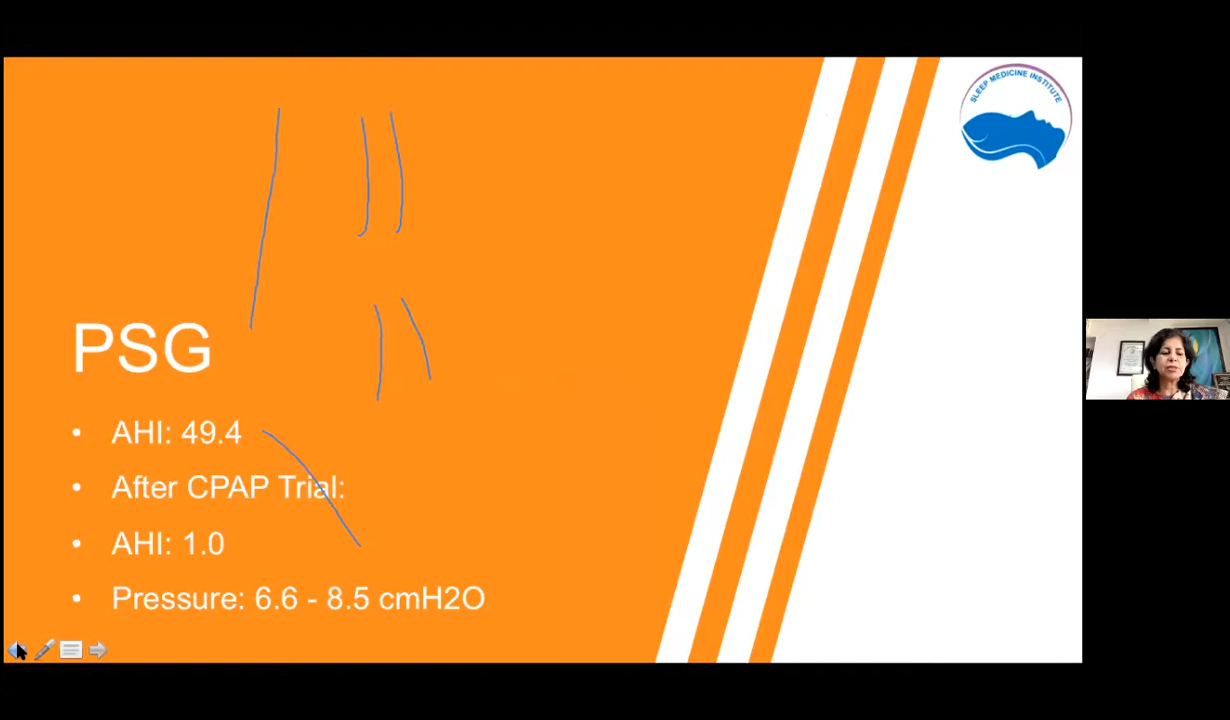 SLEEP MEDICINE INSTITUTE
PSG
• AHI: 49.4
• After CPAP Trial:
• AHI: 1.0
• Pressure: 6.6 - 8.5 cmH2O